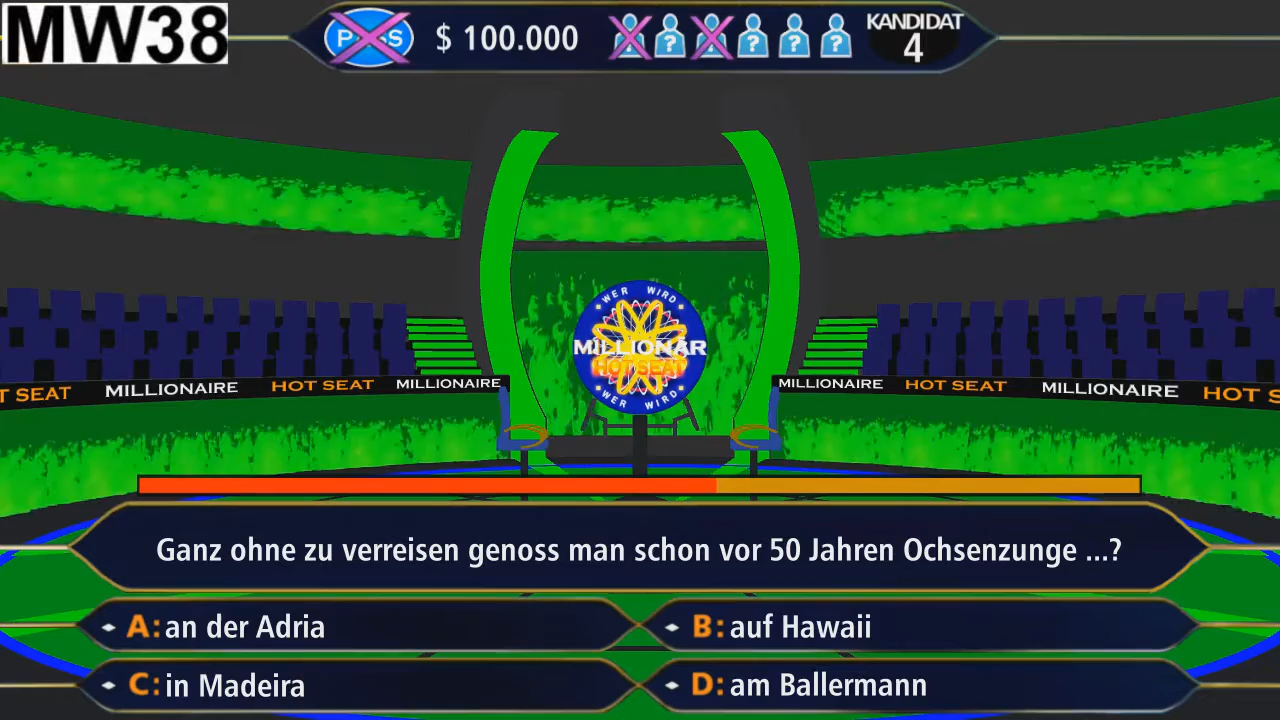 MW38
PASS
$ 100.000
? ? ? ? ? ?
KANDIDAT
4
WER WIRD
MILLIONÄR
HOT SEAT
WER WIRD
T SEAT MILLIONAIRE HOT SEAT MILLIONAIRE
MILLIONAIRE HOT SEAT MILLIONAIRE HOT S
Ganz ohne zu verreisen genoss man schon vor 50 Jahren Ochsenzunge ...?
A: an der Adria
B: auf Hawaii
C: in Madeira
D: am Ballermann